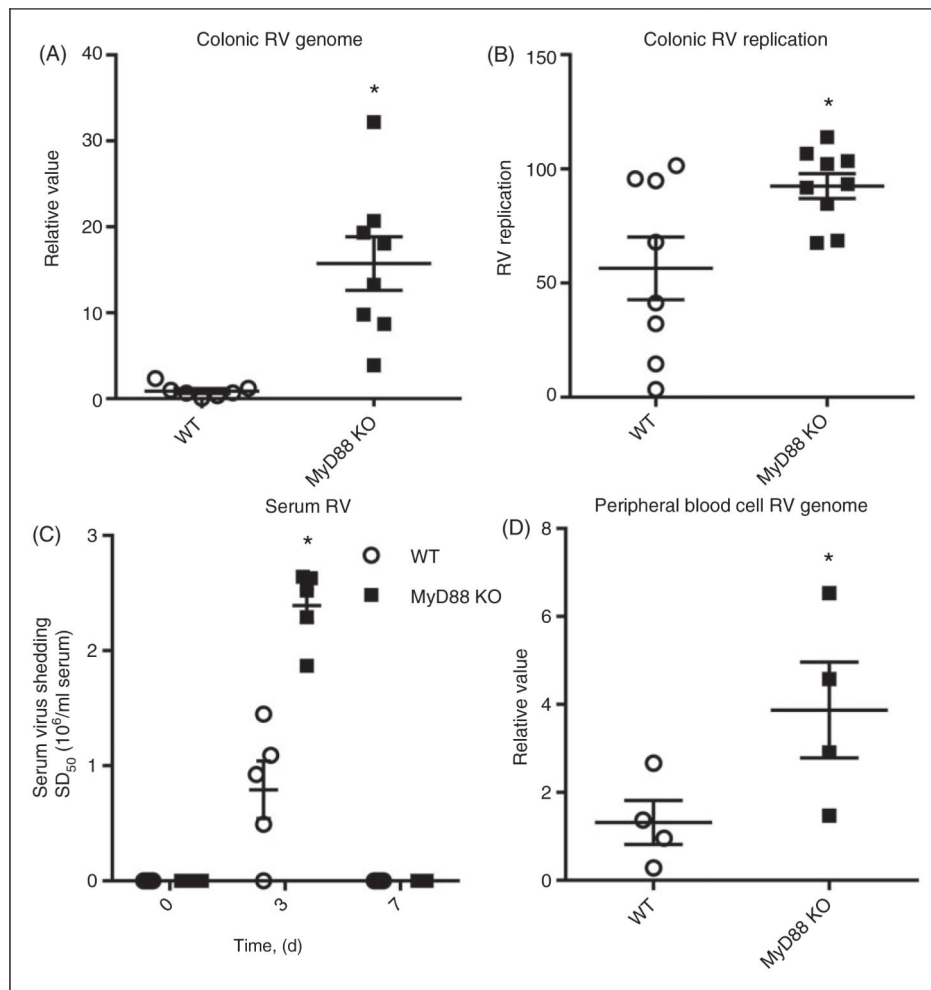 (A)
Colonic RV genome
Relative value
40
30
20
10
0
*
WT
MyD88 KO
(B)
Colonic RV replication
RV replication
150
100
50
0
*
WT
MyD88 KO
(C)
Serum RV
Serum virus shedding
SD₅₀ (10⁶/ml serum)
3
2
1
0
*
WT
MyD88 KO
0
3
7
Time, (d)
(D)
Peripheral blood cell RV genome
Relative value
8
6
4
2
0
*
WT
MyD88 KO